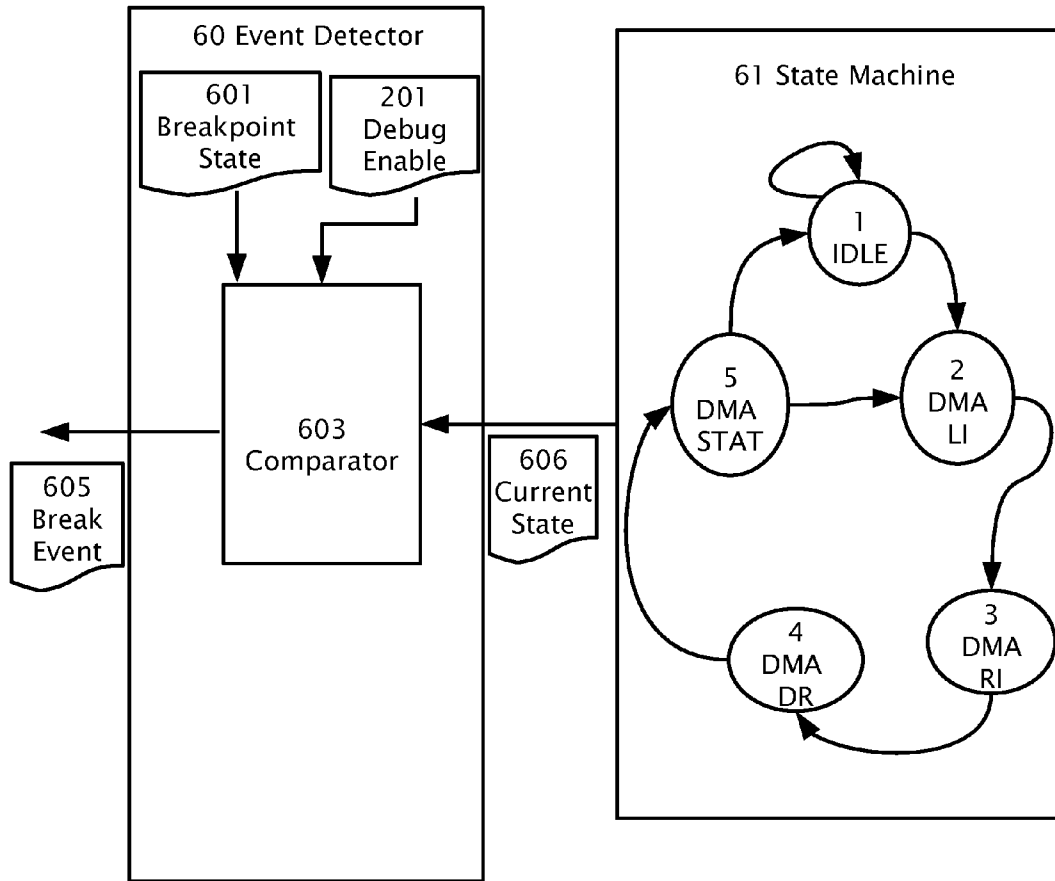 60 Event Detector
601
Breakpoint
State
201
Debug
Enable
603
Comparator
605
Break
Event
606
Current
State
61 State Machine
1
IDLE
2
DMA
LI
3
DMA
RI
4
DMA
DR
5
DMA
STAT